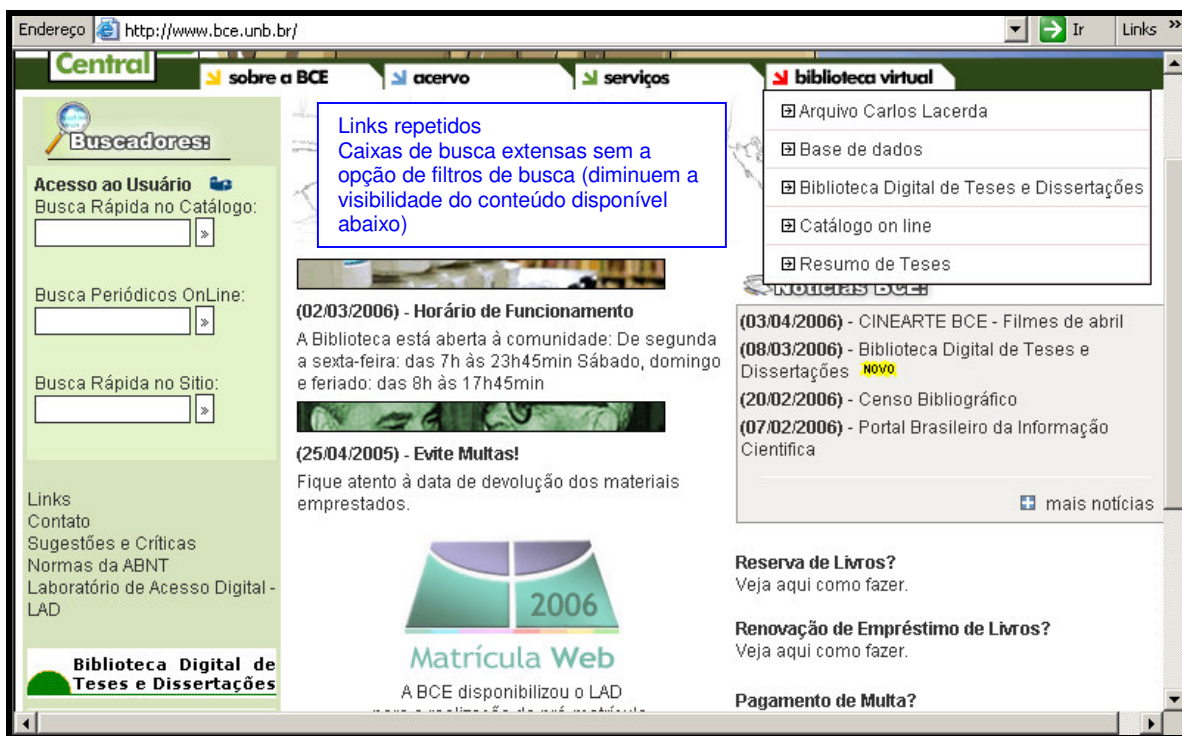 Endereço http://www.bce.unb.br/ Ir Links »
Central
sobre a BCE acervo serviços biblioteca virtual
Buscadores:
Acesso ao Usuário
Busca Rápida no Catálogo:
»
Busca Periódicos OnLine:
»
Busca Rápida no Sitio:
»
Links
Contato
Sugestões e Críticas
Normas da ABNT
Laboratório de Acesso Digital -
LAD
Biblioteca Digital de
Teses e Dissertações
Links repetidos
Caixas de busca extensas sem a
opção de filtros de busca (diminuem a
visibilidade do conteúdo disponível
abaixo)
(02/03/2006) - Horário de Funcionamento
A Biblioteca está aberta à comunidade: De segunda
a sexta-feira: das 7h às 23h45min Sábado, domingo
e feriado: das 8h às 17h45min
(25/04/2005) - Evite Multas!
Fique atento à data de devolução dos materiais
emprestados.
2006
Matrícula Web
A BCE disponibilizou o LAD
para a realização da pré-matrícula
Arquivo Carlos Lacerda
Base de dados
Biblioteca Digital de Teses e Dissertações
Catálogo on line
Resumo de Teses
Notícias BCE:
(03/04/2006) - CINEARTE BCE - Filmes de abril
(08/03/2006) - Biblioteca Digital de Teses e
Dissertações NOVO
(20/02/2006) - Censo Bibliográfico
(07/02/2006) - Portal Brasileiro da Informação
Científica
mais notícias
Reserva de Livros?
Veja aqui como fazer.
Renovação de Empréstimo de Livros?
Veja aqui como fazer.
Pagamento de Multa?